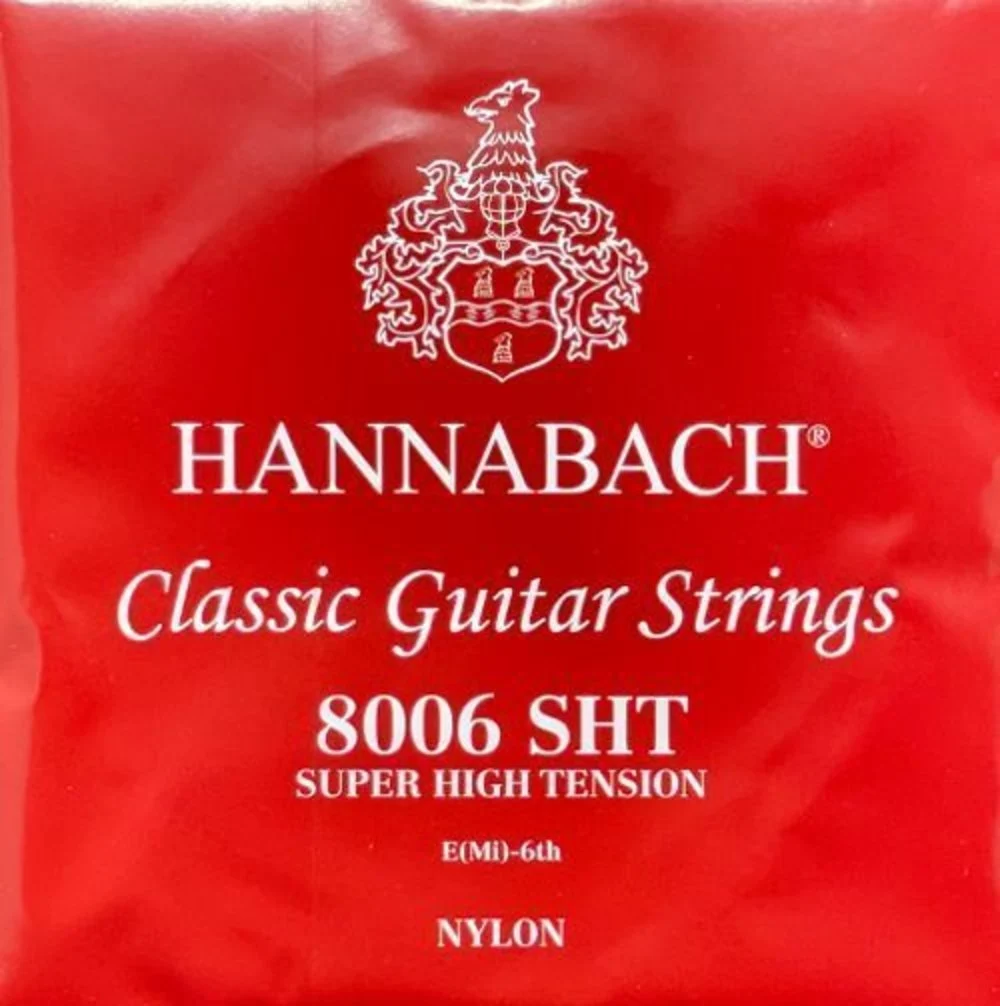 HANNABACH®
Classic Guitar Strings
8006 SHT
SUPER HIGH TENSION
E(Mi)-6th
NYLON